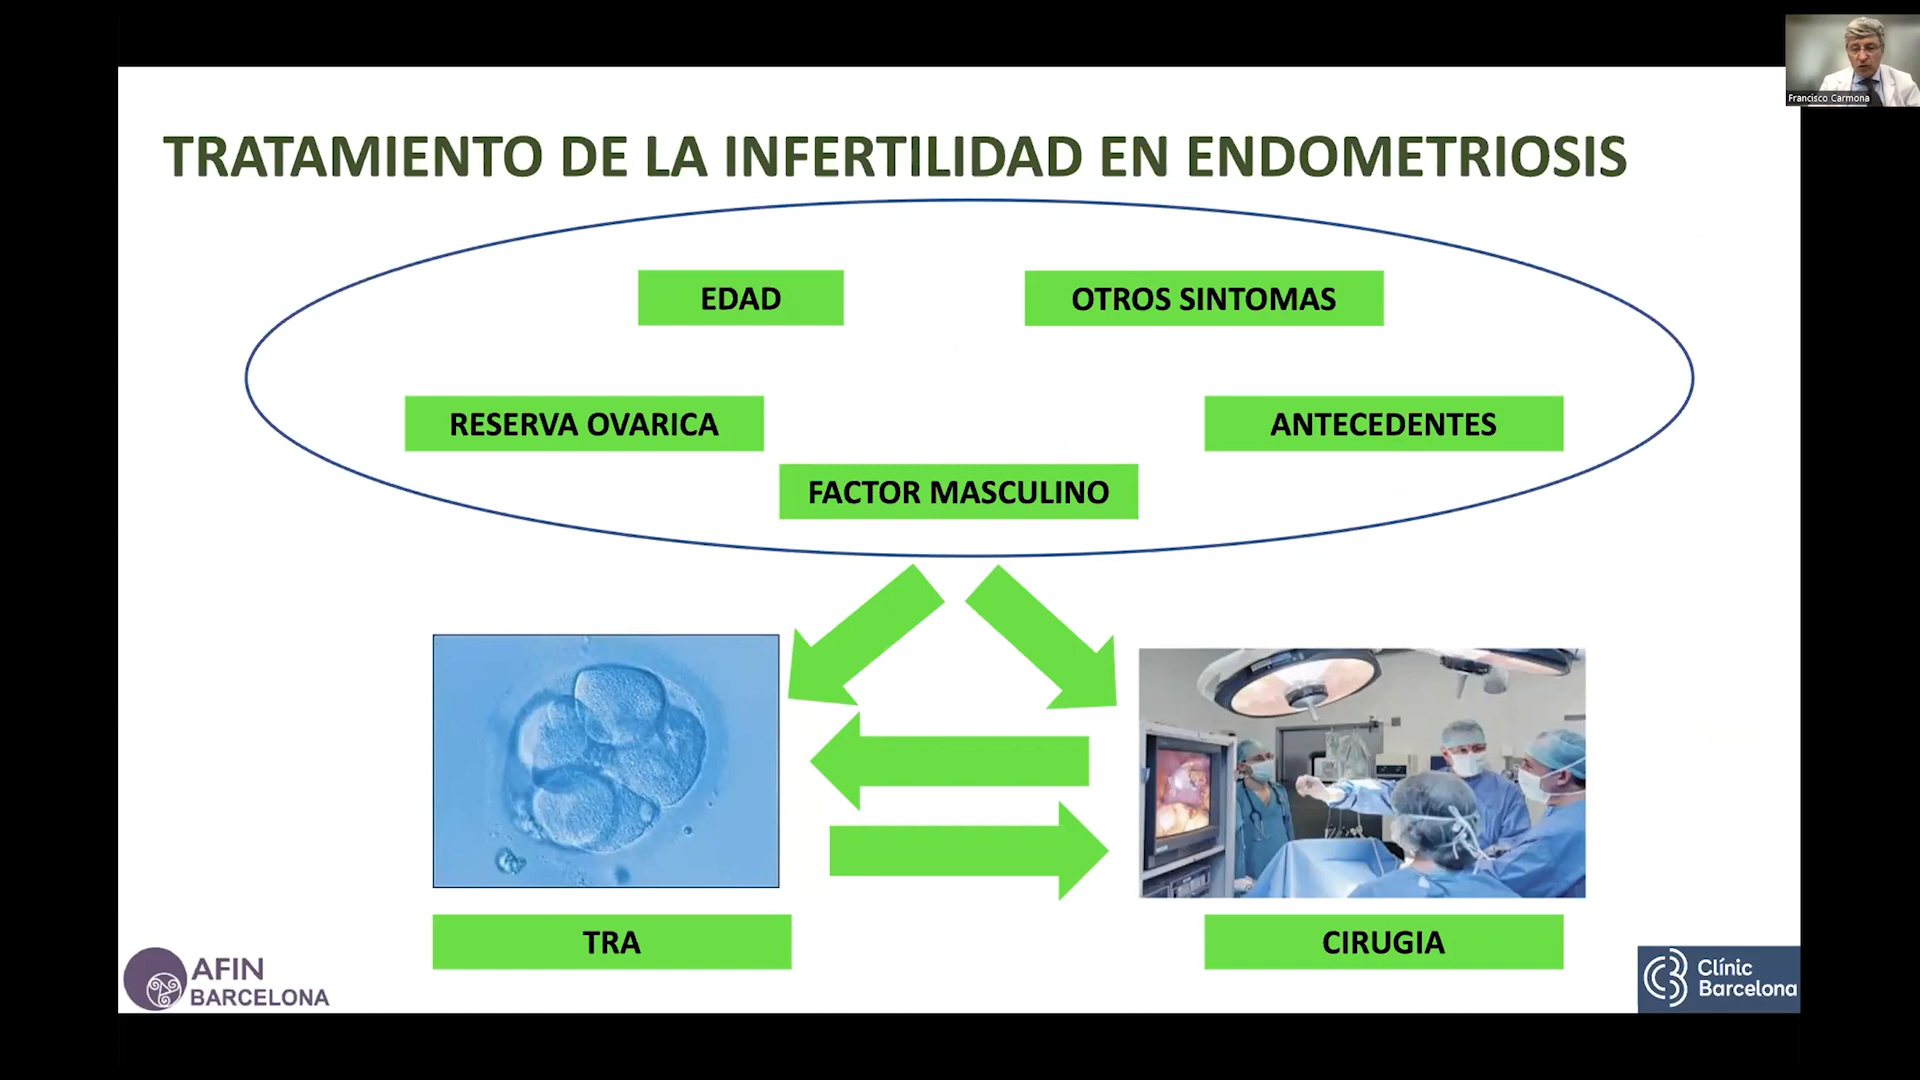 Francisco Carmona
TRATAMIENTO DE LA INFERTILIDAD EN ENDOMETRIOSIS
EDAD
OTROS SINTOMAS
RESERVA OVARICA
ANTECEDENTES
FACTOR MASCULINO
TRA
CIRUGIA
AFIN
BARCELONA
Clínic
Barcelona